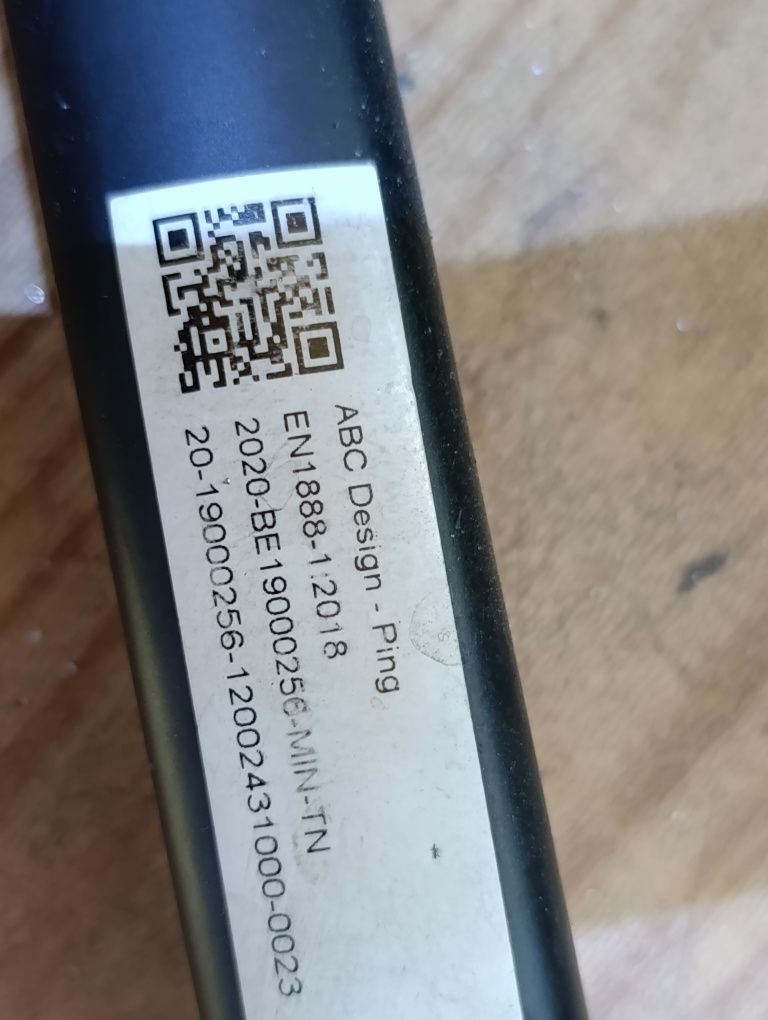 ABC Design - Ping
EN1888-1:2018
2020-BE19000256-MIN-TN
20-19000256-12002431000-0023